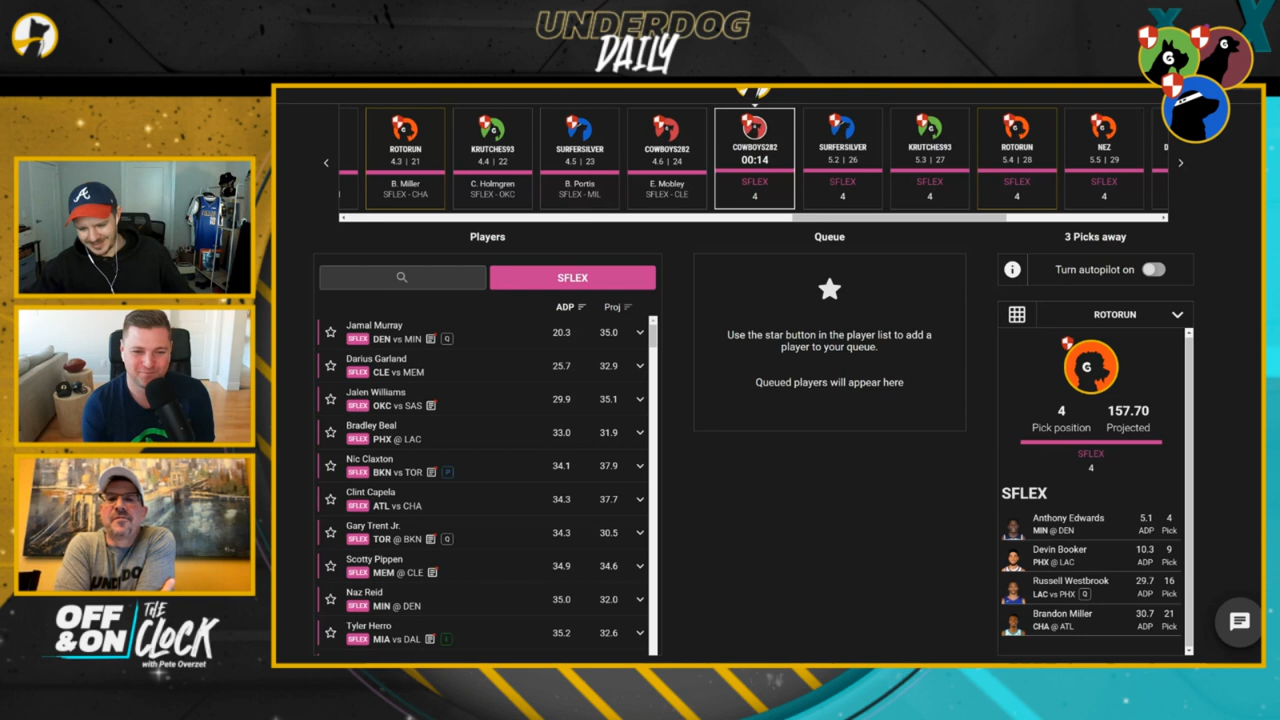 UNDERDOG
DAILY
ROTORUN
4.3 | 21
B. Miller
SFLEX - CHA
KRUTCHES93
4.4 | 22
C. Holmgren
SFLEX - OKC
SURFERSILVER
4.5 | 23
B. Portis
SFLEX - MIL
COWBOYS282
4.6 | 24
E. Mobley
SFLEX - CLE
COWBOYS282
00:14
SFLEX
4
SURFERSILVER
5.2 | 26
SFLEX
4
KRUTCHES93
5.3 | 27
SFLEX
4
ROTORUN
5.4 | 28
SFLEX
4
NEZ
5.5 | 29
SFLEX
4
Players
Queue
3 Picks away
SFLEX
ADP
Proj
Jamal Murray
SFLEX DEN vs MIN Q
20.3 35.0
Darius Garland
SFLEX CLE vs MEM
25.7 32.9
Jalen Williams
SFLEX OKC vs SAS
29.9 35.1
Bradley Beal
SFLEX PHX @ LAC
33.0 31.9
Nic Claxton
SFLEX BKN vs TOR P
34.1 37.9
Clint Capela
SFLEX ATL vs CHA
34.3 37.7
Gary Trent Jr.
SFLEX TOR @ BKN Q
34.3 30.5
Scotty Pippen
SFLEX MEM @ CLE
34.9 34.6
Naz Reid
SFLEX MIN @ DEN
35.0 32.0
Tyler Herro
SFLEX MIA vs DAL
35.2 32.6
Use the star button in the player list to add a
player to your queue.
Queued players will appear here
Turn autopilot on
ROTORUN
G
4 157.70
Pick position Projected
SFLEX
4
SFLEX
Anthony Edwards 5.1 4
MIN @ DEN ADP Pick
Devin Booker 10.3 9
PHX @ LAC ADP Pick
Russell Westbrook 29.7 16
LAC vs PHX Q ADP Pick
Brandon Miller 30.7 21
CHA @ ATL ADP Pick
OFF
&ON
THE
CLOCK
with Pete Overzet